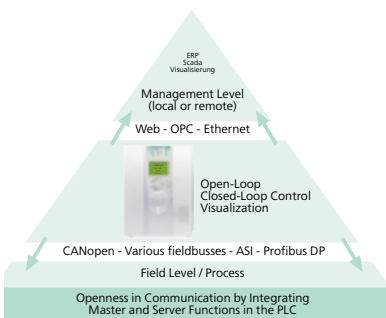 ERP
Scada
Visualisierung
Management Level
(local or remote)
Web - OPC - Ethernet
Open-Loop
Closed-Loop Control
Visualization
CANopen - Various fieldbusses - ASI - Profibus DP
Field Level / Process
Openness in Communication by Integrating
Master and Server Functions in the PLC